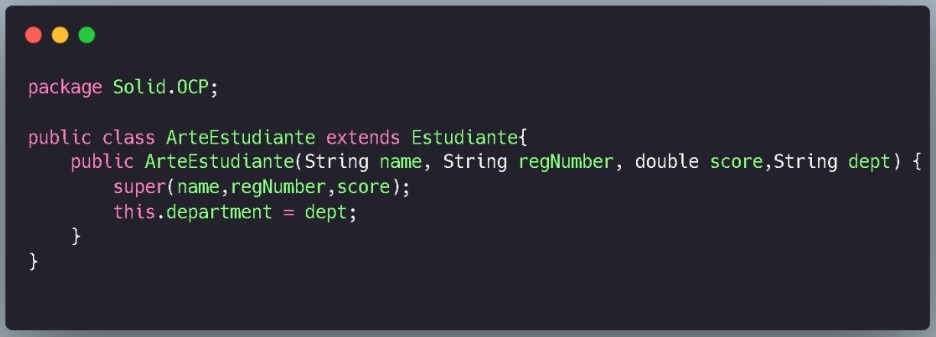 package Solid.OCP;
public class ArteEstudiante extends Estudiante{
public ArteEstudiante(String name, String regNumber, double score,String dept) {
super(name,regNumber,score);
this.department = dept;
}
}